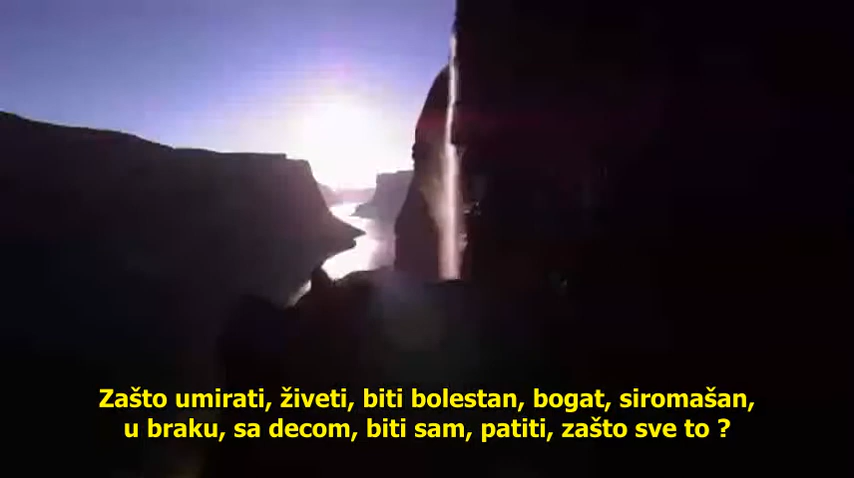 Zašto umirati, živeti, biti bolestan, bogat, siromašan,
u braku, sa decom, biti sam, patiti, zašto sve to ?